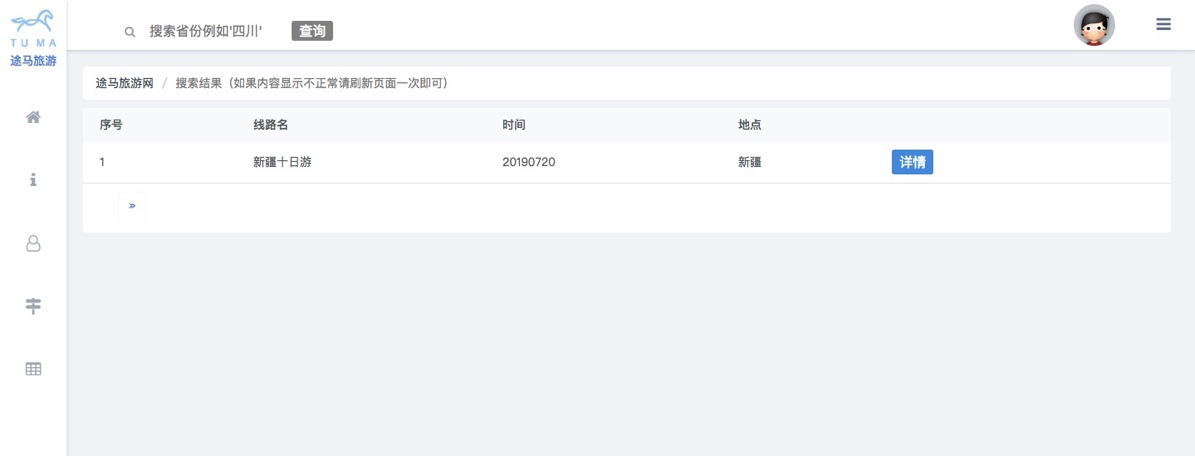 TU MA
途马旅游
搜索省份例如'四川' 查询
途马旅游网 / 搜索结果（如果内容显示不正常请刷新页面一次即可）
序号 线路名 时间 地点
1 新疆十日游 20190720 新疆 详情
»